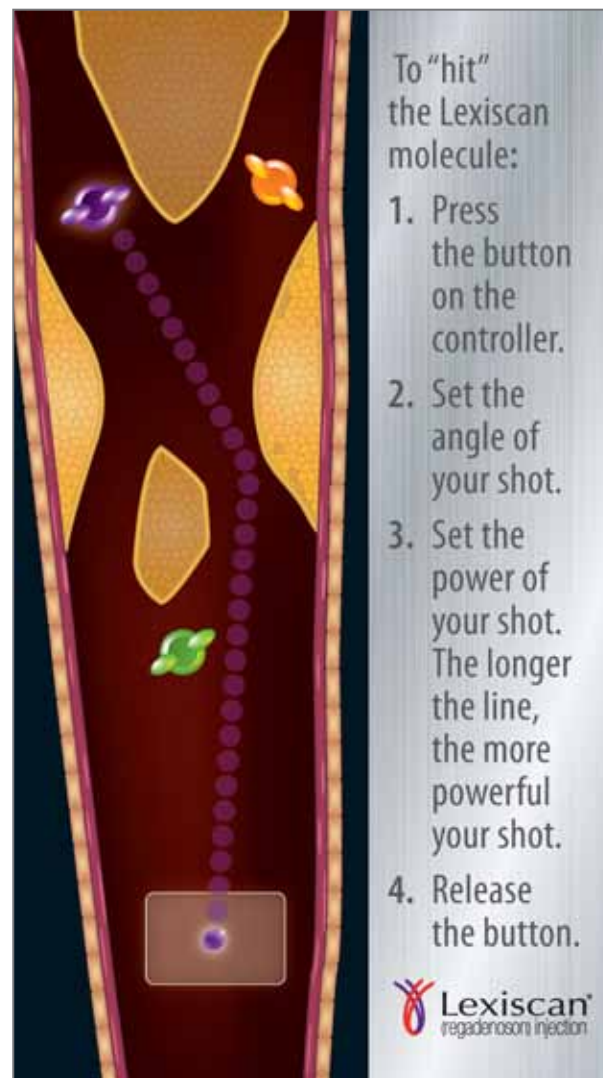 To “hit”
the Lexiscan
molecule:
1. Press
the button
on the
controller.
2. Set the
angle of
your shot.
3. Set the
power of
your shot.
The longer
the line,
the more
powerful
your shot.
4. Release
the button.
Lexiscan®
(regadenoson) injection